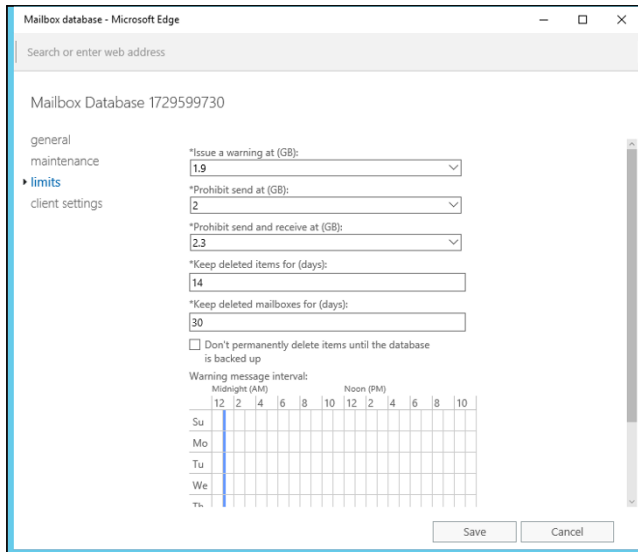 Mailbox database - Microsoft Edge
Search or enter web address
Mailbox Database 1729599730
general
maintenance
limits
client settings
*Issue a warning at (GB):
1.9
*Prohibit send at (GB):
2
*Prohibit send and receive at (GB):
2.3
*Keep deleted items for (days):
14
*Keep deleted mailboxes for (days):
30
Don't permanently delete items until the database
is backed up
Warning message interval:
Midnight (AM) Noon (PM)
12 2 4 6 8 10 12 2 4 6 8 10
Su
Mo
Tu
We
Th
Save Cancel